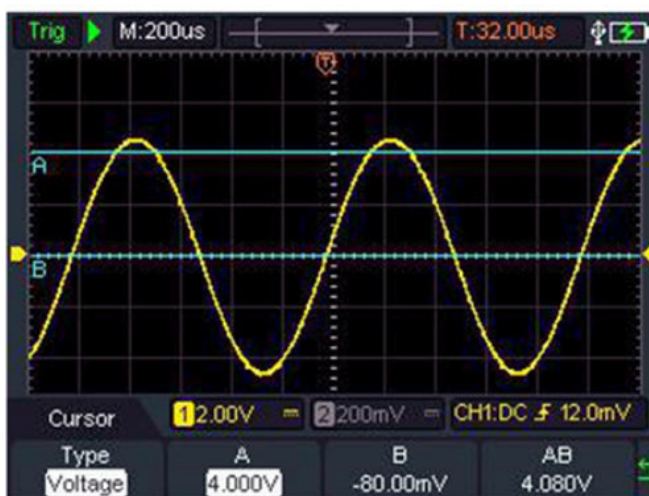 Trig M:200us T:32.00us
T
A
B
Cursor 1 2.00V 2 200mV CH1:DC 12.0mV
Type A B AB
Voltage 4.000V -80.00mV 4.080V